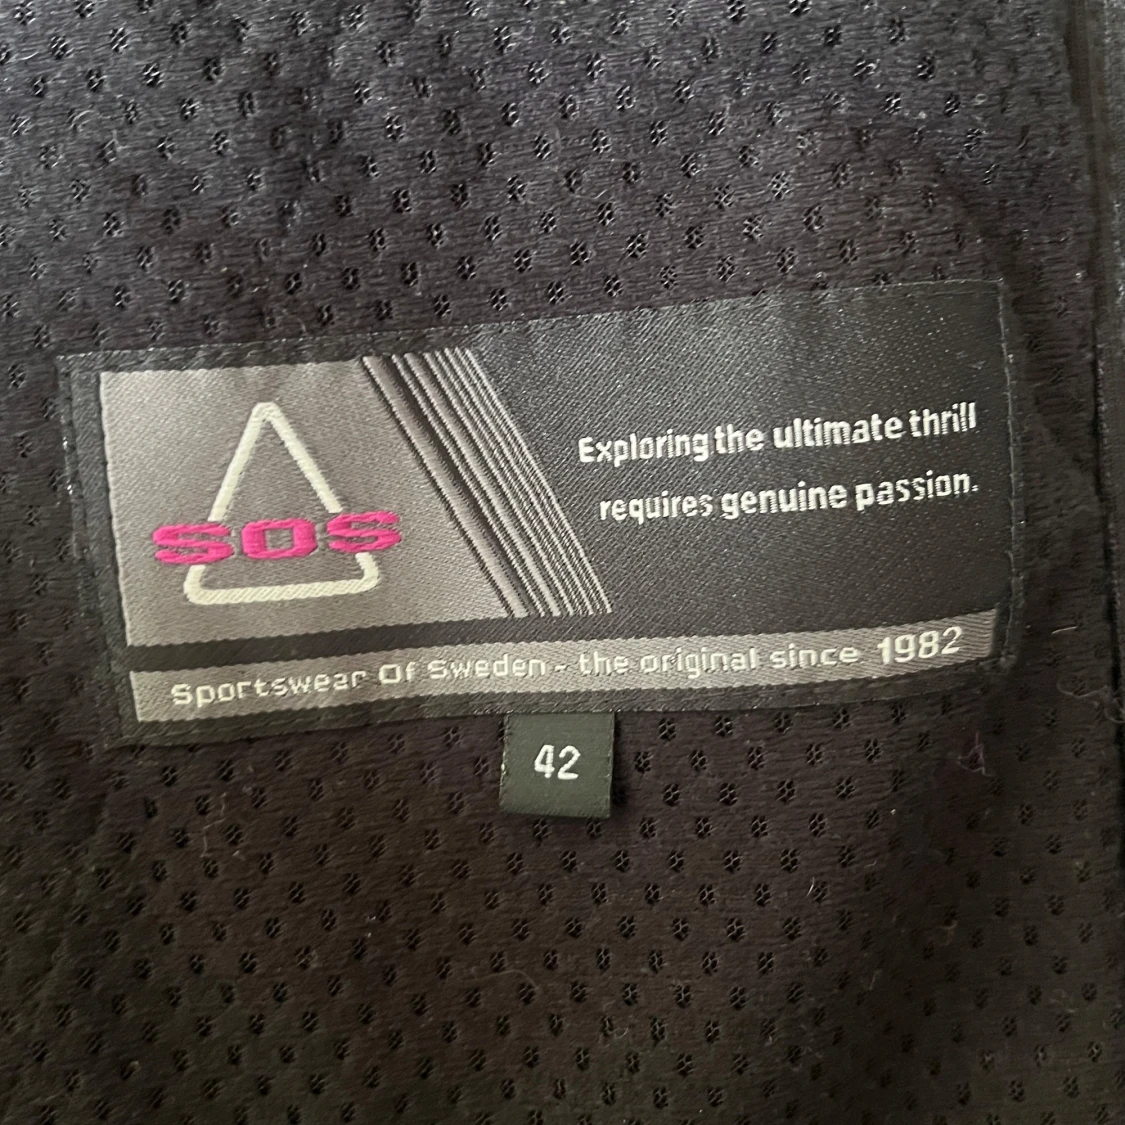 SOS
Exploring the ultimate thrill
requires genuine passion.
Sportswear Of Sweden - the original since 1982
42